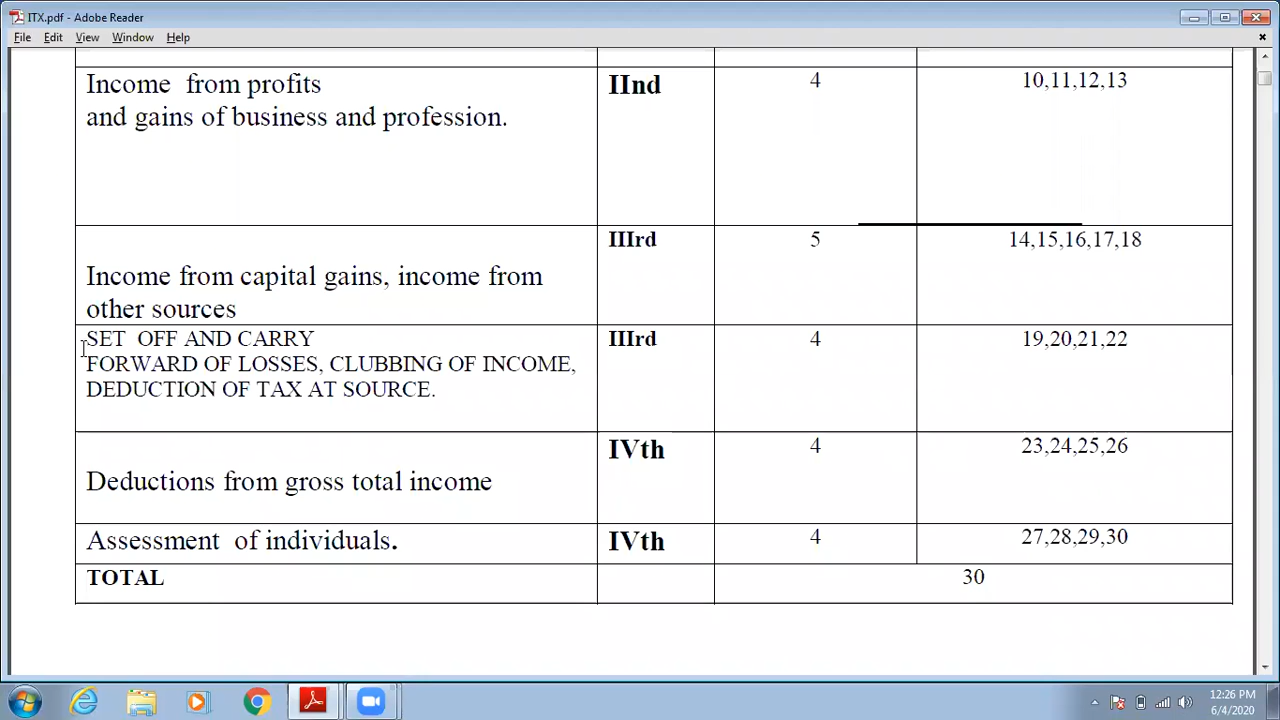 ITX.pdf - Adobe Reader
File Edit View Window Help
Income from profits
and gains of business and profession.
IInd
4
10,11,12,13
Income from capital gains, income from
other sources
IIIrd
5
14,15,16,17,18
SET OFF AND CARRY
FORWARD OF LOSSES, CLUBBING OF INCOME,
DEDUCTION OF TAX AT SOURCE.
IIIrd
4
19,20,21,22
Deductions from gross total income
IVth
4
23,24,25,26
Assessment of individuals.
IVth
4
27,28,29,30
TOTAL
30
12:26 PM
6/4/2020